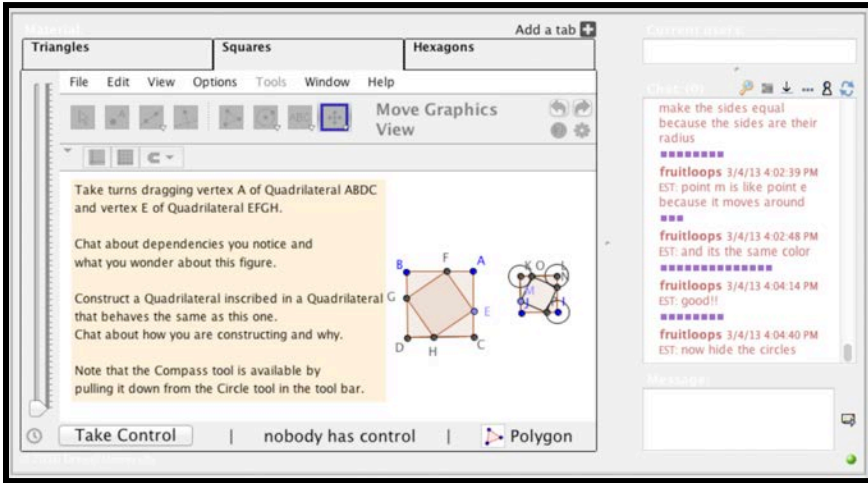 Material
Add a tab
Triangles
Squares
Hexagons
File Edit View Options Tools Window Help
ABC
Move Graphics
View
Take turns dragging vertex A of Quadrilateral ABDC
and vertex E of Quadrilateral EFGH.
Chat about dependencies you notice and
what you wonder about this figure.
Construct a Quadrilateral inscribed in a Quadrilateral
that behaves the same as this one.
Chat about how you are constructing and why.
Note that the Compass tool is available by
pulling it down from the Circle tool in the tool bar.
B F A
G E
D H C
K O L
N
M
J I
Take Control | nobody has control | Polygon
Current users:
Chat (0)
make the sides equal
because the sides are their
radius
fruitloops 3/4/13 4:02:39 PM
EST: point m is like point e
because it moves around
fruitloops 3/4/13 4:02:48 PM
EST: and its the same color
fruitloops 3/4/13 4:04:14 PM
EST: good!!
fruitloops 3/4/13 4:04:40 PM
EST: now hide the circles
Message: